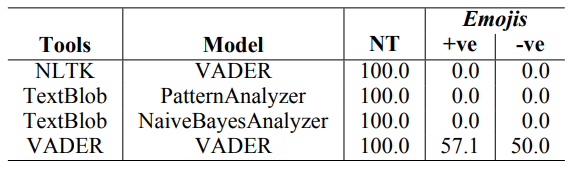 Emojis
Tools Model NT +ve -ve
NLTK VADER 100.0 0.0 0.0
TextBlob PatternAnalyzer 100.0 0.0 0.0
TextBlob NaiveBayesAnalyzer 100.0 0.0 0.0
VADER VADER 100.0 57.1 50.0